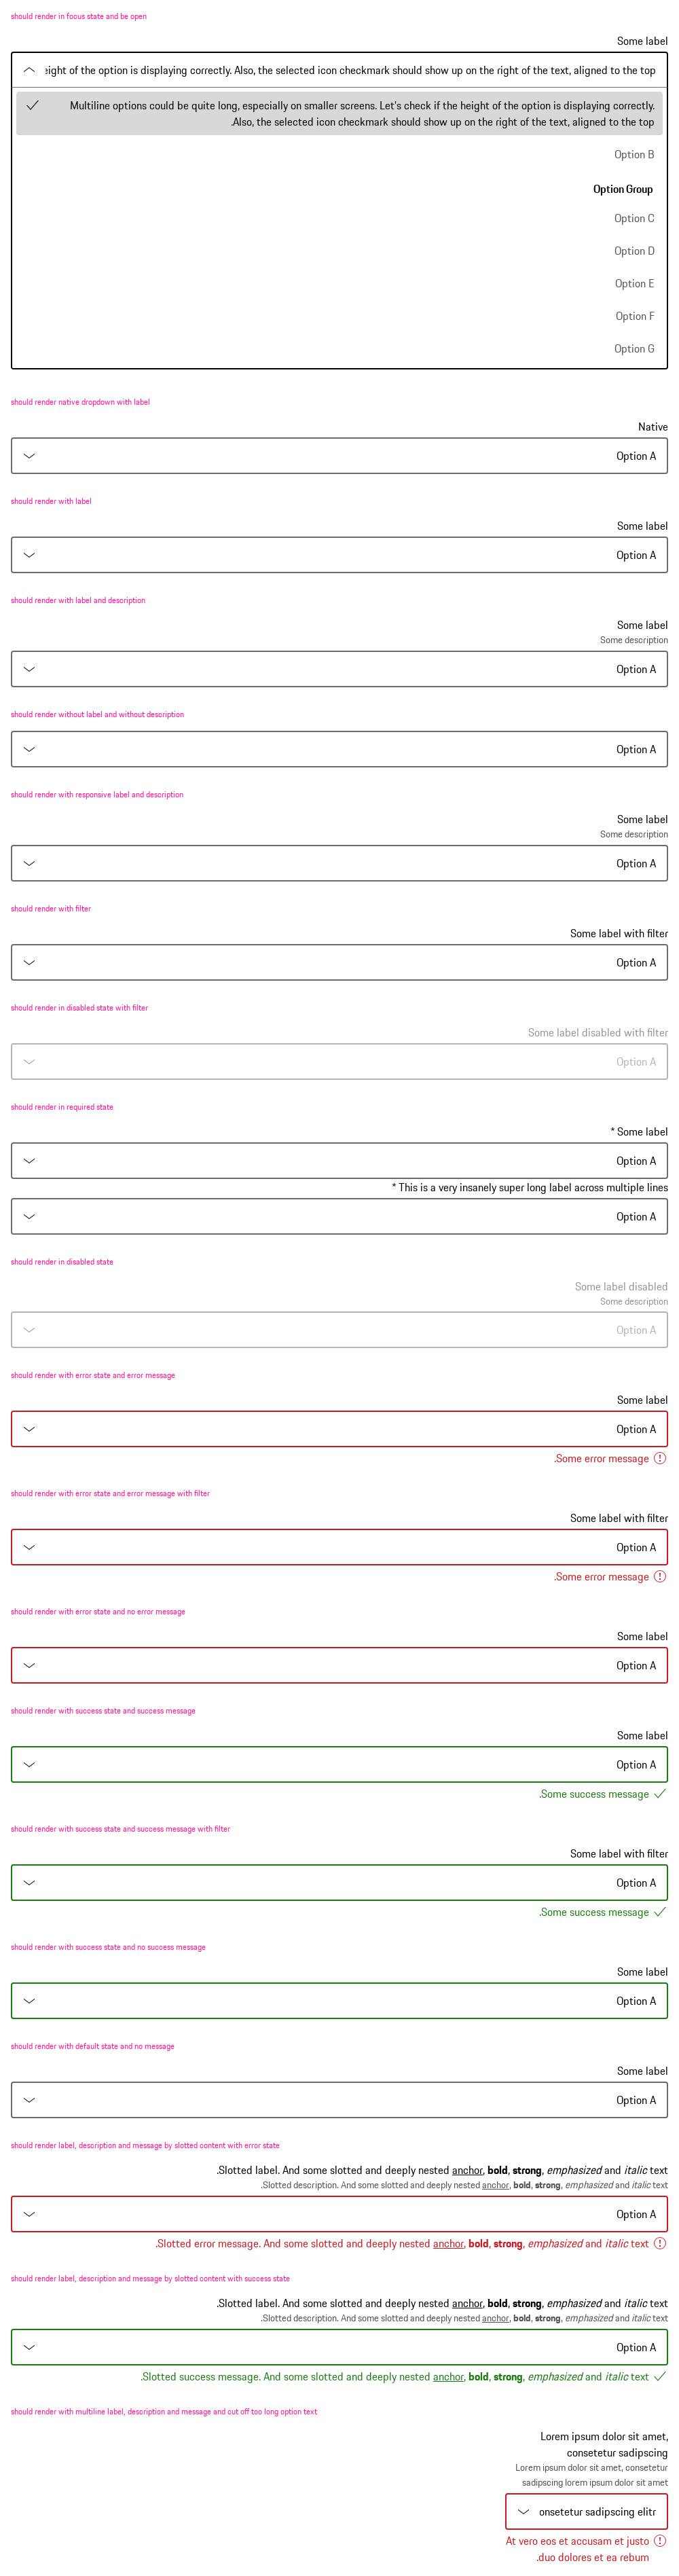 should render in focus state and be open
Some label
eight of the option is displaying correctly. Also, the selected icon checkmark should show up on the right of the text, aligned to the top
Multiline options could be quite long, especially on smaller screens. Let's check if the height of the option is displaying correctly.
.Also, the selected icon checkmark should show up on the right of the text, aligned to the top
Option B
Option Group
Option C
Option D
Option E
Option F
Option G
should render native dropdown with label
Native
Option A
should render with label
Some label
Option A
should render with label and description
Some label
Some description
Option A
should render without label and without description
Option A
should render with responsive label and description
Some label
Some description
Option A
should render with filter
Some label with filter
Option A
should render in disabled state with filter
Some label disabled with filter
Option A
should render in required state
* Some label
Option A
* This is a very insanely super long label across multiple lines
Option A
should render in disabled state
Some label disabled
Some description
Option A
should render with error state and error message
Some label
Option A
.Some error message
should render with error state and error message with filter
Some label with filter
Option A
.Some error message
should render with error state and no error message
Some label
Option A
should render with success state and success message
Some label
Option A
.Some success message
should render with success state and success message with filter
Some label with filter
Option A
.Some success message
should render with success state and no success message
Some label
Option A
should render with default state and no message
Some label
Option A
should render label, description and message by slotted content with error state
.Slotted label. And some slotted and deeply nested anchor, bold, strong, emphasized and italic text
.Slotted description. And some slotted and deeply nested anchor, bold, strong, emphasized and italic text
Option A
.Slotted error message. And some slotted and deeply nested anchor, bold, strong, emphasized and italic text
should render label, description and message by slotted content with success state
.Slotted label. And some slotted and deeply nested anchor, bold, strong, emphasized and italic text
.Slotted description. And some slotted and deeply nested anchor, bold, strong, emphasized and italic text
Option A
.Slotted success message. And some slotted and deeply nested anchor, bold, strong, emphasized and italic text
should render with multiline label, description and message and cut off too long option text
Lorem ipsum dolor sit amet,
consetetur sadipscing
Lorem ipsum dolor sit amet, consetetur
sadipscing lorem ipsum dolor sit amet
onsetetur sadipscing elitr
At vero eos et accusam et justo
.duo dolores et ea rebum